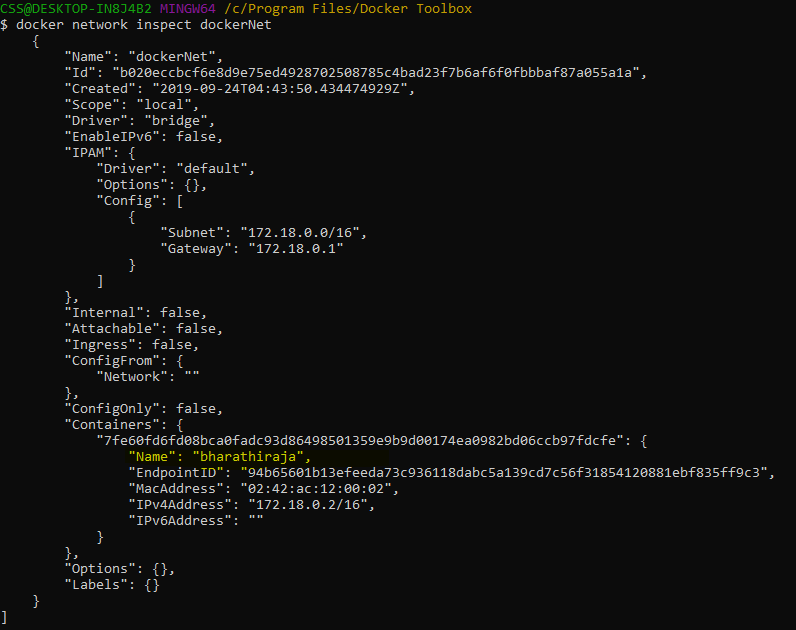 CSS@DESKTOP-IN8J4B2 MINGW64 /c/Program Files/Docker Toolbox
$ docker network inspect dockerNet
    {
        "Name": "dockerNet",
        "Id": "b020eccbcf6e8d9e75ed4928702508785c4bad23f7b6af6f0fbbbaf87a055a1a",
        "Created": "2019-09-24T04:43:50.434474929Z",
        "Scope": "local",
        "Driver": "bridge",
        "EnableIPv6": false,
        "IPAM": {
            "Driver": "default",
            "Options": {},
            "Config": [
                {
                    "Subnet": "172.18.0.0/16",
                    "Gateway": "172.18.0.1"
                }
            ]
        },
        "Internal": false,
        "Attachable": false,
        "Ingress": false,
        "ConfigFrom": {
            "Network": ""
        },
        "ConfigOnly": false,
        "Containers": {
            "7fe60fd6fd08bca0fadc93d86498501359e9b9d00174ea0982bd06ccb97fdcfe": {
                "Name": "bharathiraja",
                "EndpointID": "94b65601b13efeeda73c936118dabc5a139cd7c56f31854120881ebf835ff9c3",
                "MacAddress": "02:42:ac:12:00:02",
                "IPv4Address": "172.18.0.2/16",
                "IPv6Address": ""
            }
        },
        "Options": {},
        "Labels": {}
    }
]